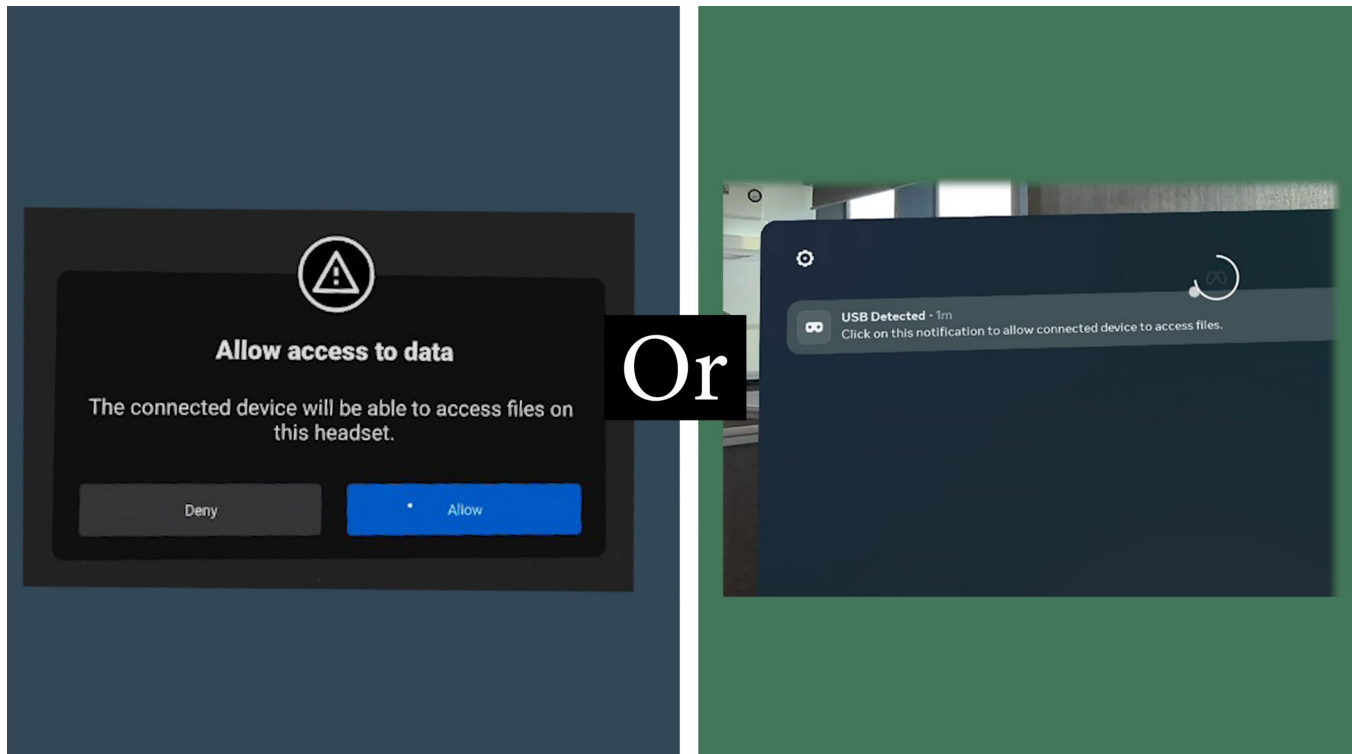 Allow access to data
The connected device will be able to access files on
this headset.
Deny
Allow
Or
USB Detected · 1m
Click on this notification to allow connected device to access files.